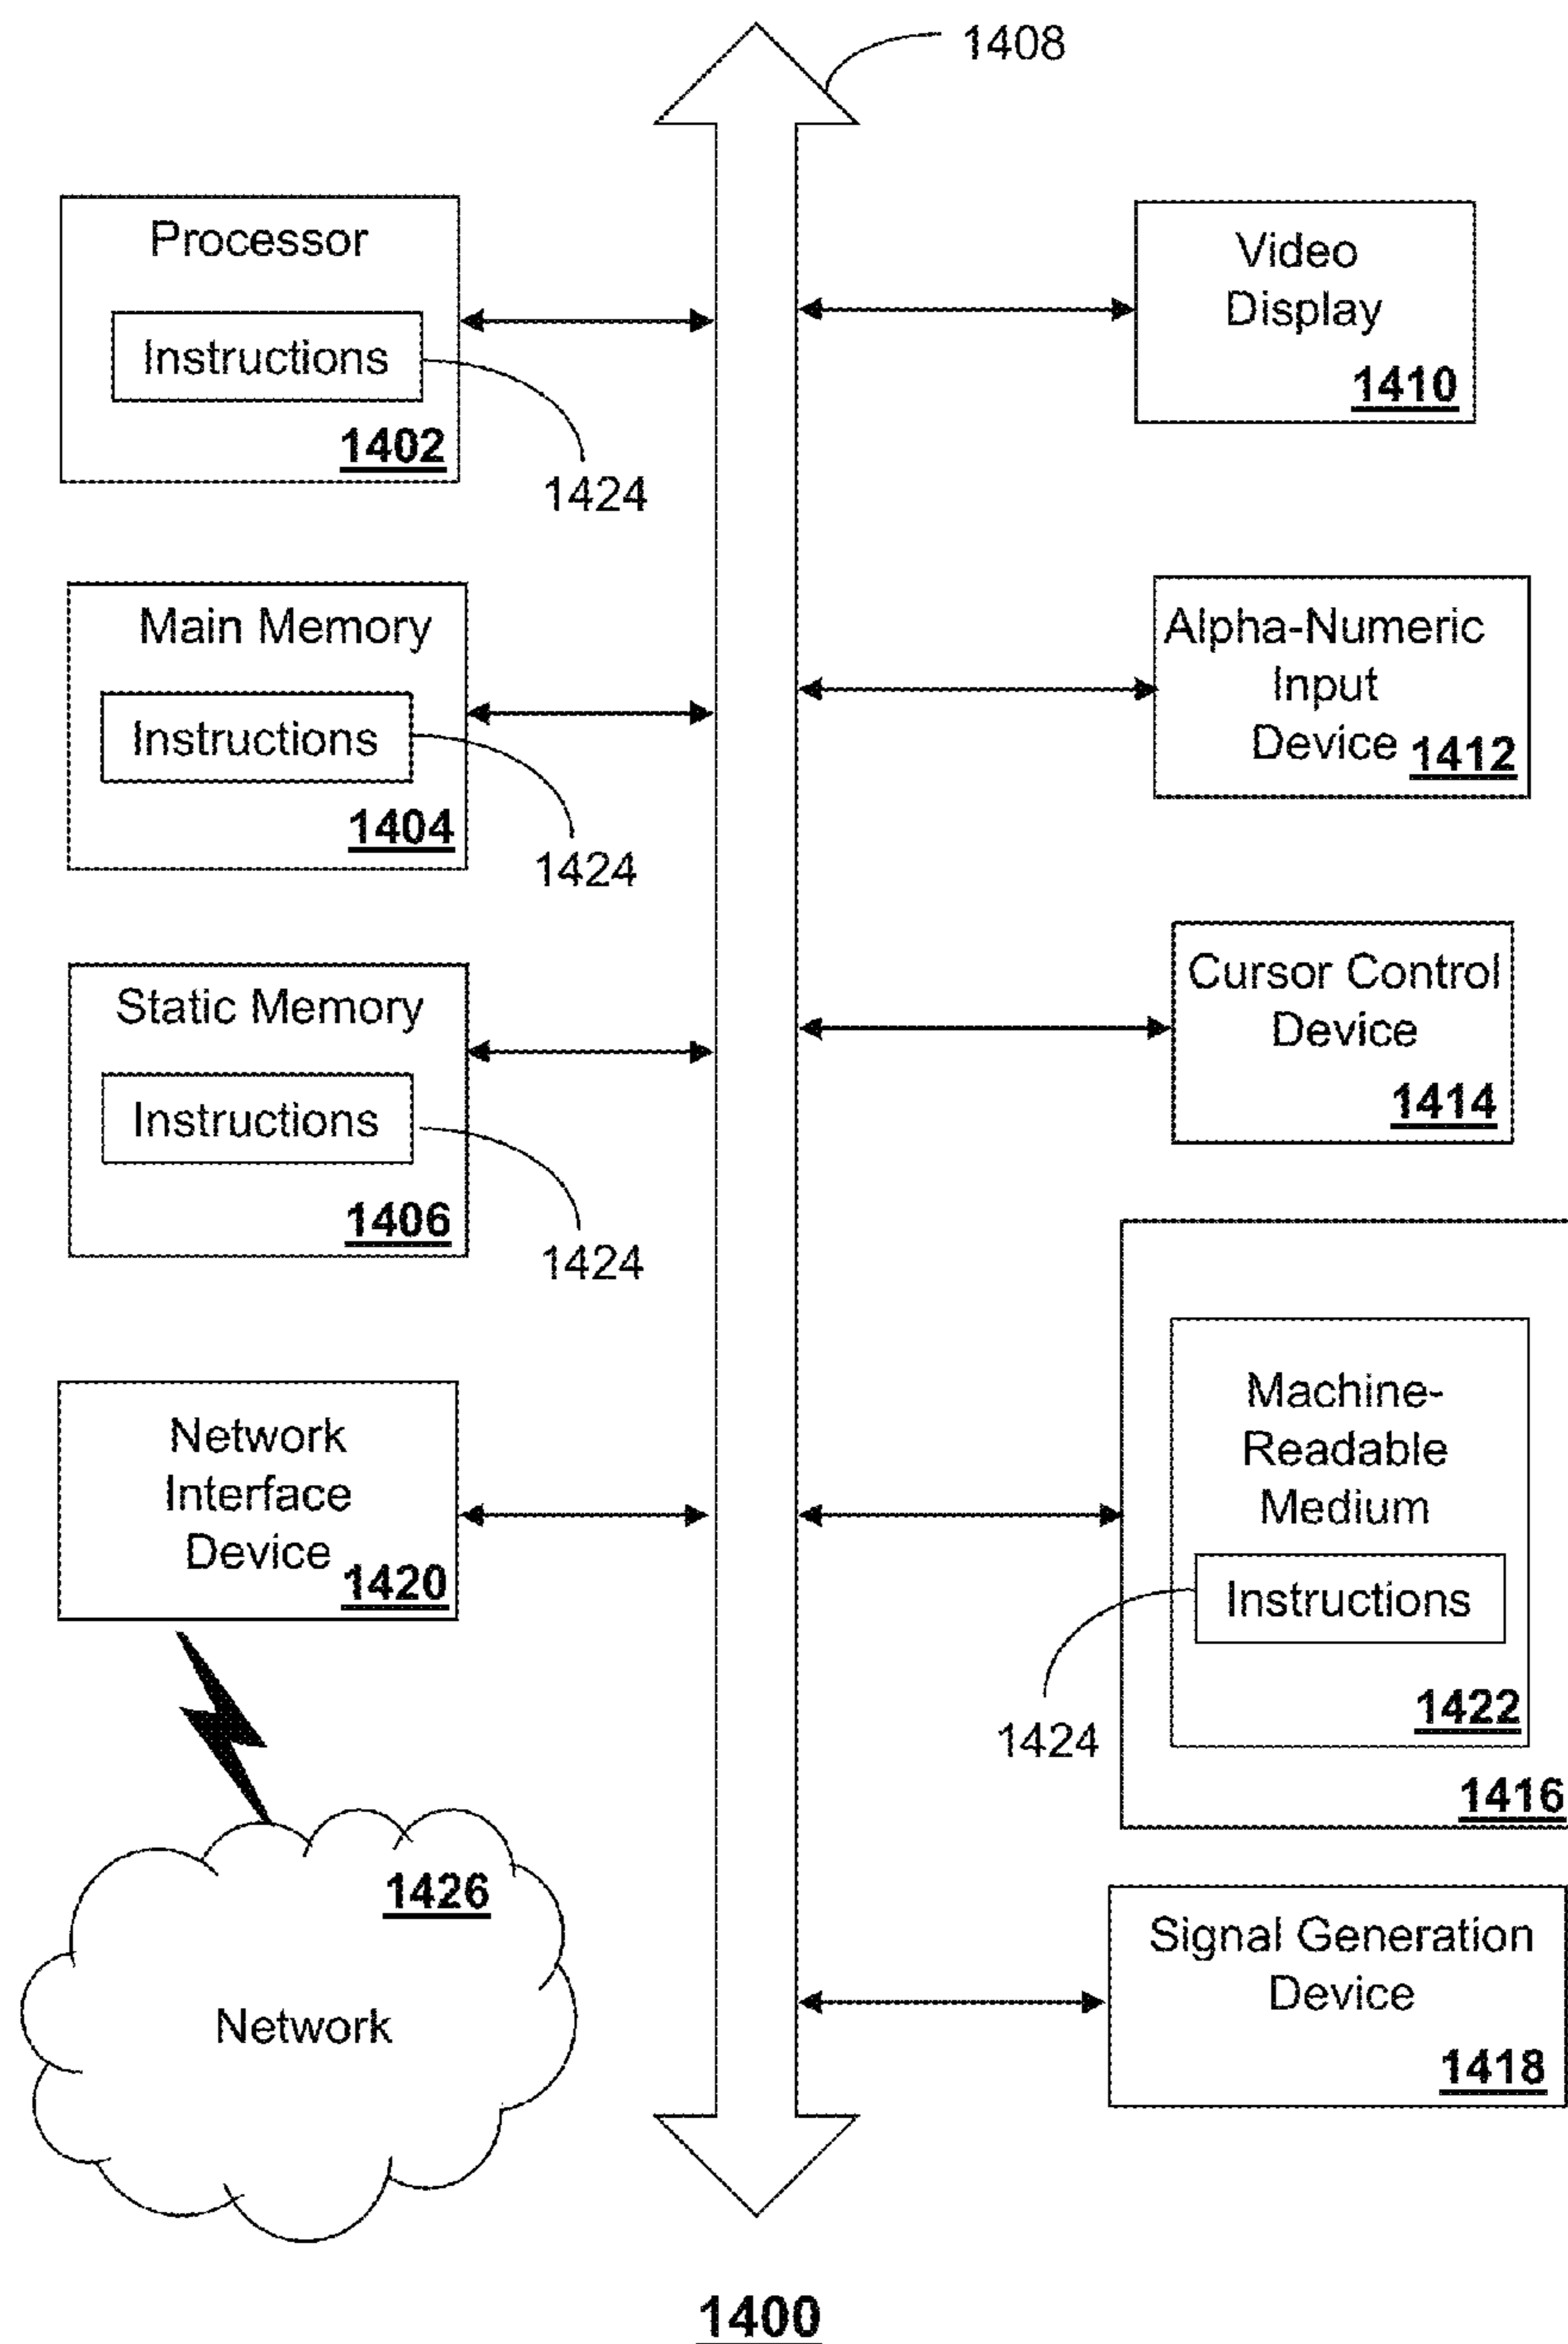 1408
Processor
Instructions
1402
1424
Main Memory
Instructions
1404
1424
Static Memory
Instructions
1406
1424
Network
Interface
Device
1420
1426
Network
Video
Display
1410
Alpha-Numeric
Input
Device 1412
Cursor Control
Device
1414
Machine-
Readable
Medium
Instructions
1422
1424
1416
Signal Generation
Device
1418
1400